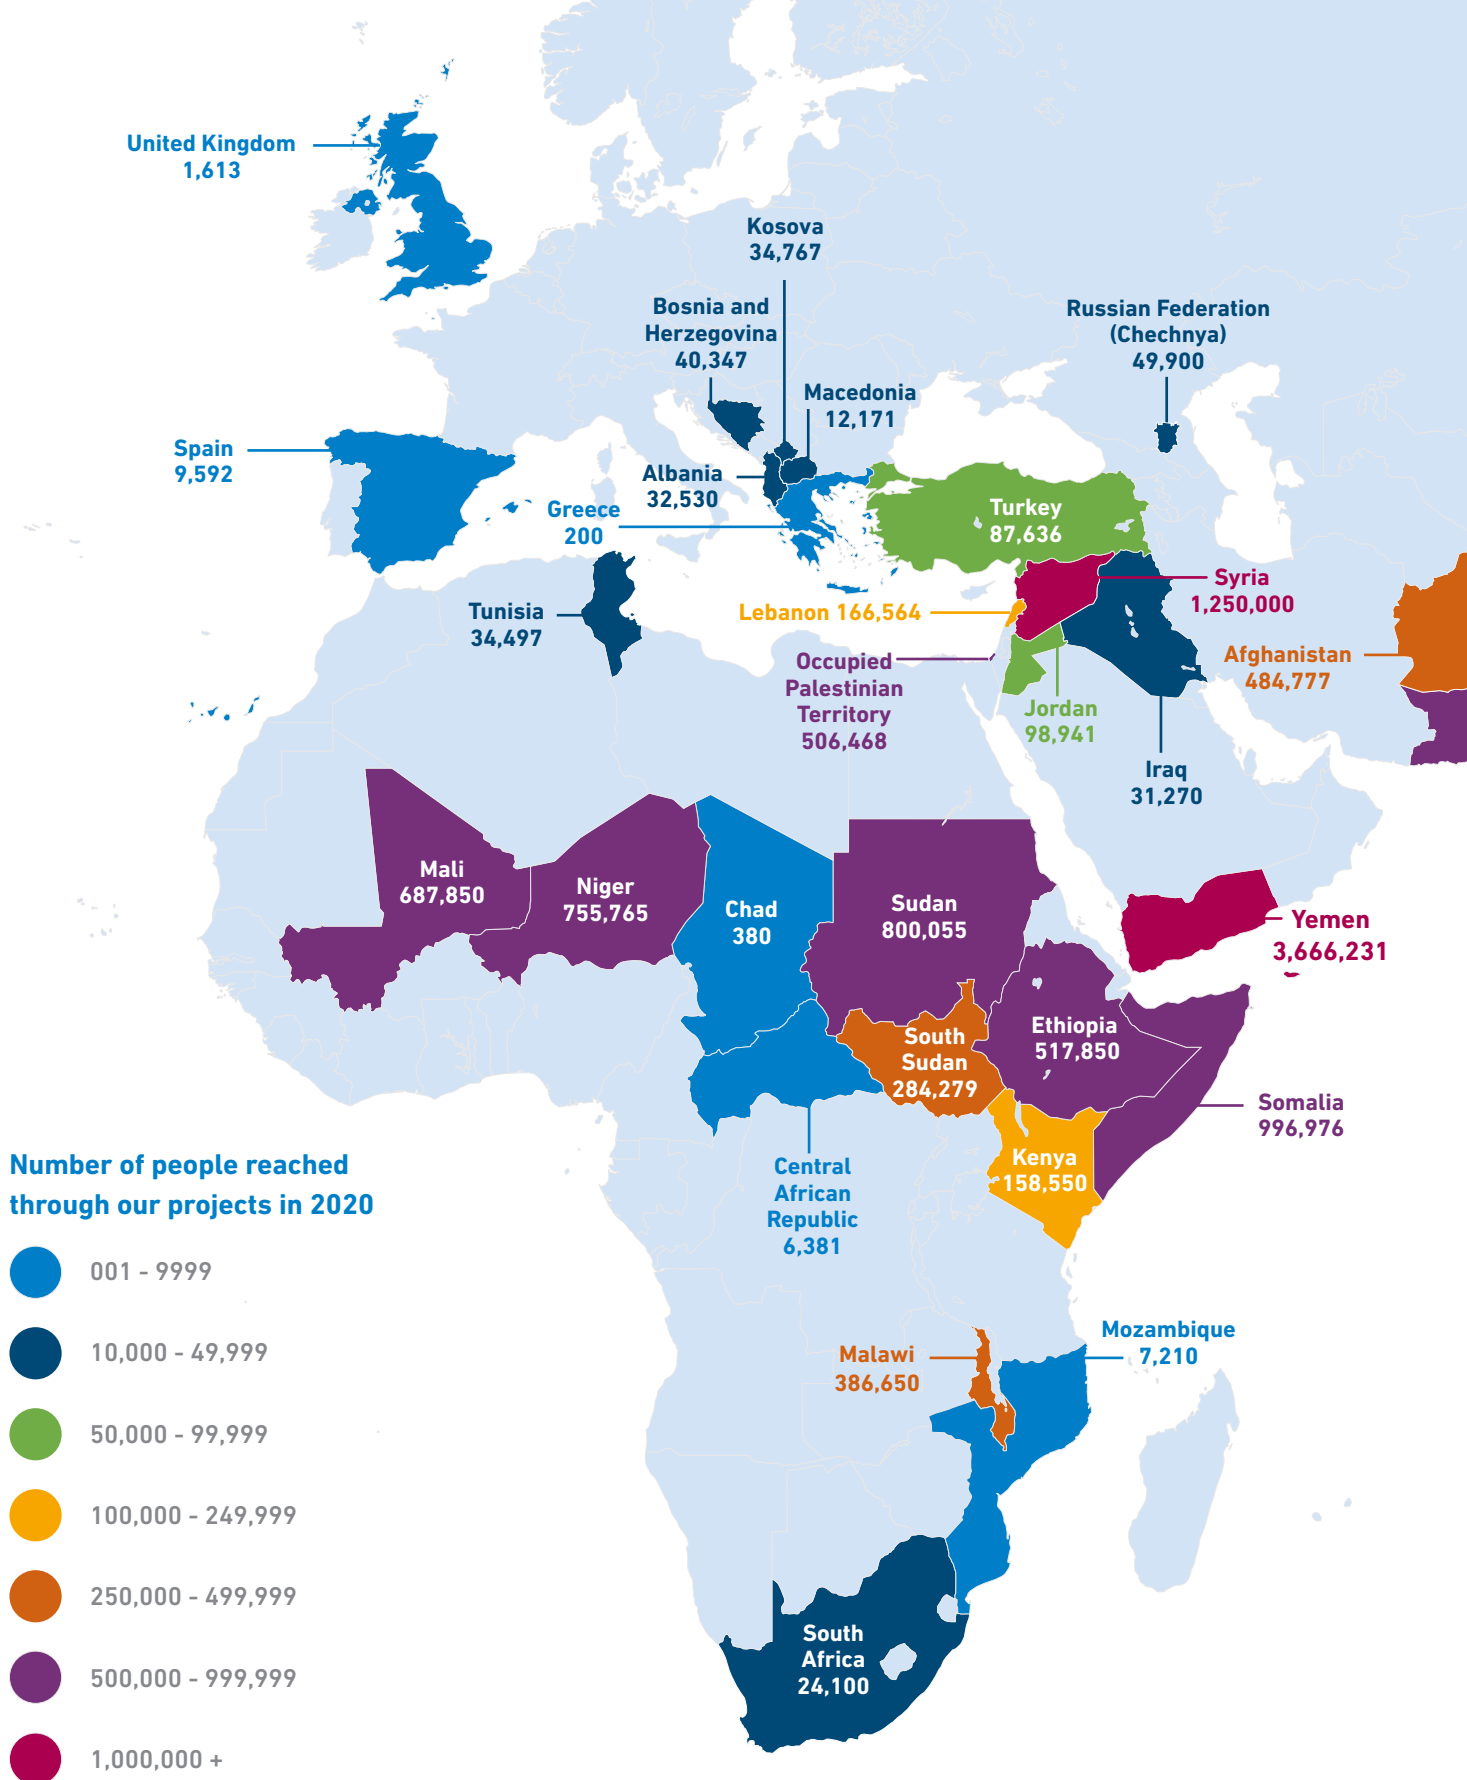 United Kingdom
1,613
Kosova
34,767
Bosnia and
Herzegovina
40,347
Russian Federation
(Chechnya)
49,900
Macedonia
12,171
Spain
9,592
Albania
32,530
Greece
200
Turkey
87,636
Syria
1,250,000
Tunisia
34,497
Lebanon 166,564
Afghanistan
484,777
Occupied
Palestinian
Territory
506,468
Jordan
98,941
Iraq
31,270
Mali
687,850
Niger
755,765
Chad
380
Sudan
800,055
Yemen
3,666,231
Ethiopia
517,850
South
Sudan
284,279
Somalia
996,976
Kenya
158,550
Central
African
Republic
6,381
Mozambique
7,210
Malawi
386,650
South
Africa
24,100
Number of people reached
through our projects in 2020
001 - 9999
10,000 - 49,999
50,000 - 99,999
100,000 - 249,999
250,000 - 499,999
500,000 - 999,999
1,000,000 +